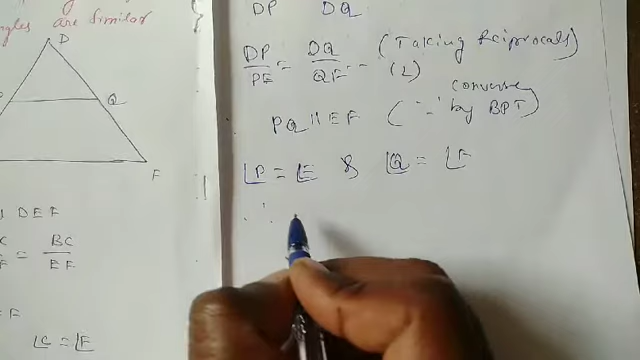 ngles are similar
D
Q
F
DEF
BC
= ——
EF
∠C = ∠F
DP DQ
DP/PE = DQ/QF -- (Taking Reciprocals)
(2)
converse
PQ || EF (∵ by BPT)
∠P = ∠E & ∠Q = ∠F
∴